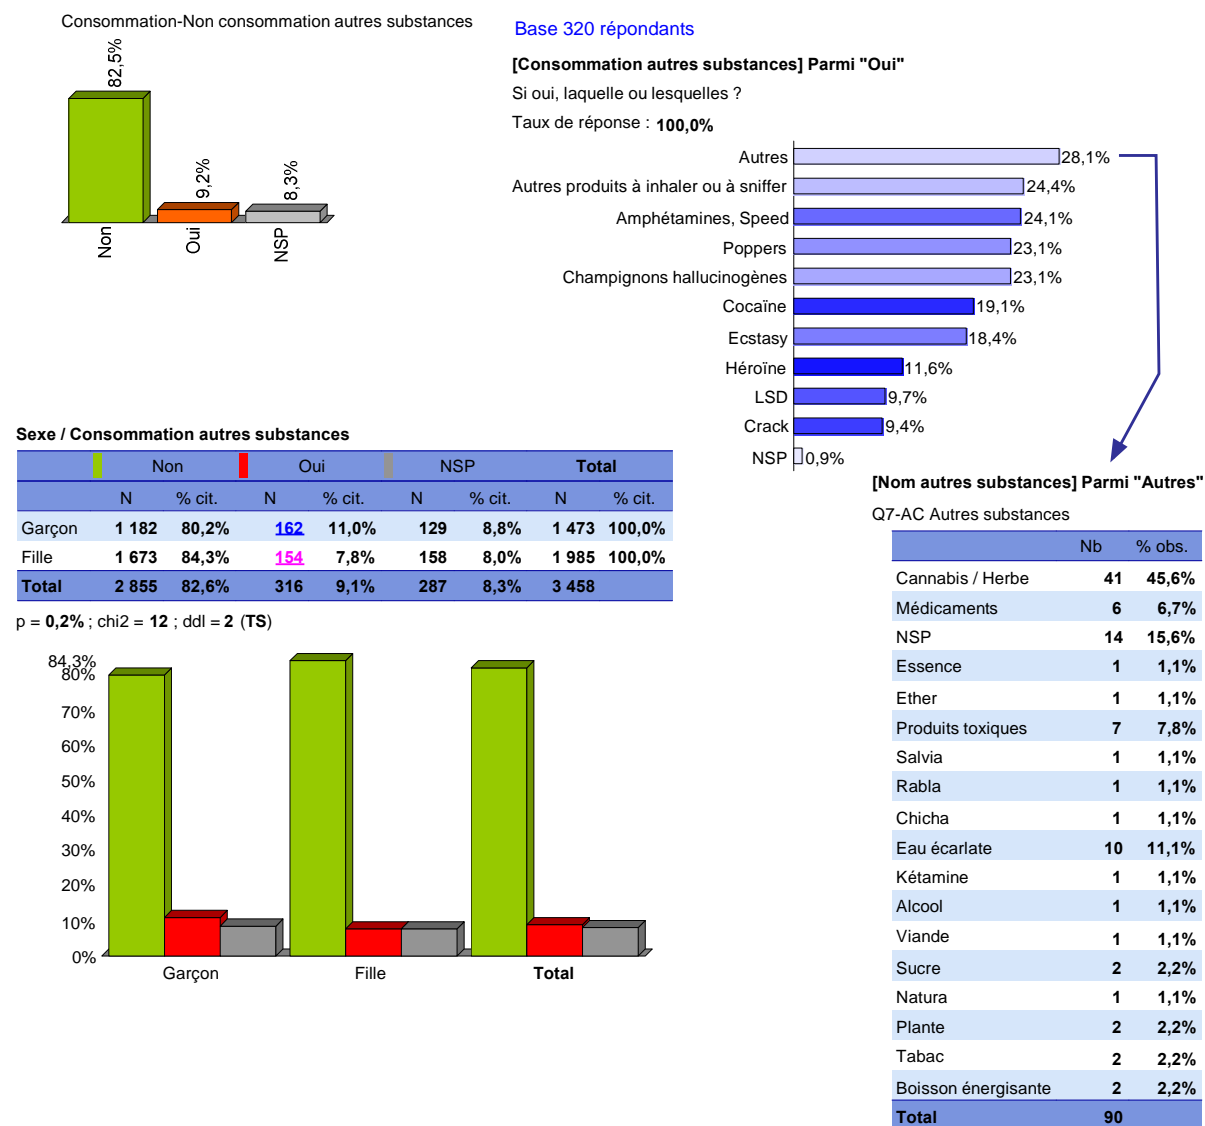 Consommation-Non consommation autres substances
82,5%
9,2%
8,3%
Non
Oui
NSP
Base 320 répondants
[Consommation autres substances] Parmi "Oui"
Si oui, laquelle ou lesquelles ?
Taux de réponse : 100,0%
Autres 28,1%
Autres produits à inhaler ou à sniffer 24,4%
Amphétamines, Speed 24,1%
Poppers 23,1%
Champignons hallucinogènes 23,1%
Cocaïne 19,1%
Ecstasy 18,4%
Héroïne 11,6%
LSD 9,7%
Crack 9,4%
NSP 0,9%
Sexe / Consommation autres substances
Non Oui NSP Total
N % cit. N % cit. N % cit. N % cit.
Garçon 1 182 80,2% 162 11,0% 129 8,8% 1 473 100,0%
Fille 1 673 84,3% 154 7,8% 158 8,0% 1 985 100,0%
Total 2 855 82,6% 316 9,1% 287 8,3% 3 458
p = 0,2% ; chi2 = 12 ; ddl = 2 (TS)
84,3%
80%
70%
60%
50%
40%
30%
20%
10%
0%
Garçon Fille Total
[Nom autres substances] Parmi "Autres"
Q7-AC Autres substances
Nb % obs.
Cannabis / Herbe 41 45,6%
Médicaments 6 6,7%
NSP 14 15,6%
Essence 1 1,1%
Ether 1 1,1%
Produits toxiques 7 7,8%
Salvia 1 1,1%
Rabla 1 1,1%
Chicha 1 1,1%
Eau écarlate 10 11,1%
Kétamine 1 1,1%
Alcool 1 1,1%
Viande 1 1,1%
Sucre 2 2,2%
Natura 1 1,1%
Plante 2 2,2%
Tabac 2 2,2%
Boisson énergisante 2 2,2%
Total 90